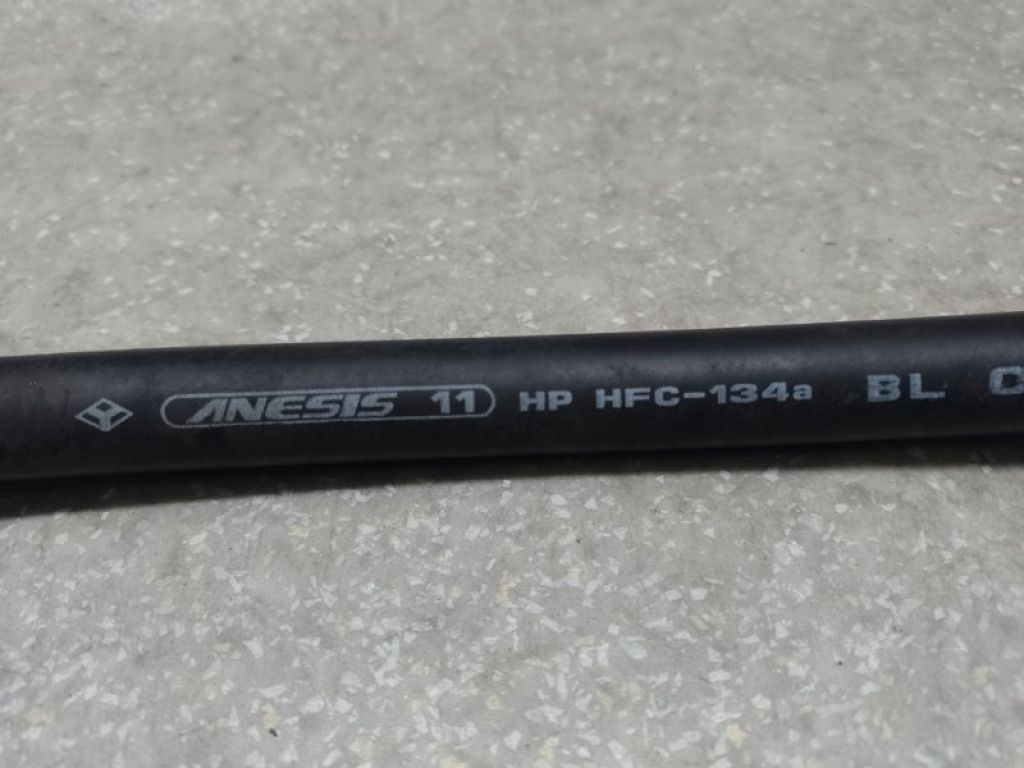 ANESIS 11 HP HFC-134a BL C